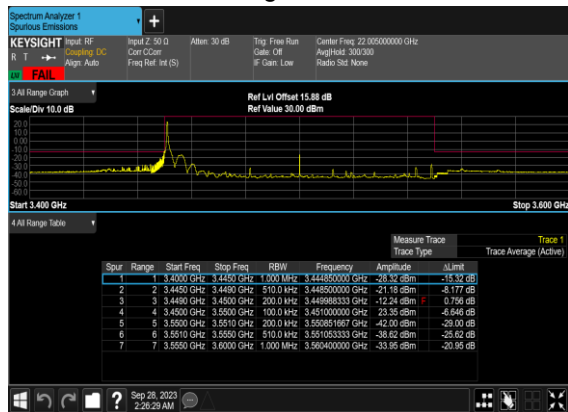 Spectrum Analyzer 1
Spurious Emissions
KEYSIGHT Input: RF Input Z: 50 Ω Atten: 30 dB Trig: Free Run Center Freq: 22.005000000 GHz
R T Coupling: DC Corr CCorr Gate: Off Avg|Hold: 300/300
Align: Auto Freq Ref: Int (S) IF Gain: Low Radio Std: None
FAIL
3 All Range Graph
Scale/Div 10.0 dB
Ref Lvl Offset 15.88 dB
Ref Value 30.00 dBm
20.0
10.0
0.00
-10.0
-20.0
-30.0
-40.0
-50.0
-60.0
Start 3.400 GHz Stop 3.600 GHz
4 All Range Table
Measure Trace Trace 1
Trace Type Trace Average (Active)
Spur Range Start Freq Stop Freq RBW Frequency Amplitude ΔLimit
1 1 3.4000 GHz 3.4450 GHz 1.000 MHz 3.444850000 GHz -28.32 dBm -15.32 dB
2 2 3.4450 GHz 3.4490 GHz 510.0 kHz 3.448500000 GHz -21.18 dBm -8.177 dB
3 3 3.4490 GHz 3.4500 GHz 200.0 kHz 3.449988333 GHz -12.24 dBm F 0.756 dB
4 4 3.4500 GHz 3.5500 GHz 100.0 kHz 3.451000000 GHz 23.35 dBm -6.646 dB
5 5 3.5500 GHz 3.5510 GHz 200.0 kHz 3.550851667 GHz -42.00 dBm -29.00 dB
6 6 3.5510 GHz 3.5550 GHz 510.0 kHz 3.551053333 GHz -38.62 dBm -25.62 dB
7 7 3.5550 GHz 3.6000 GHz 1.000 MHz 3.560400000 GHz -33.95 dBm -20.95 dB
Sep 28, 2023
2:26:29 AM